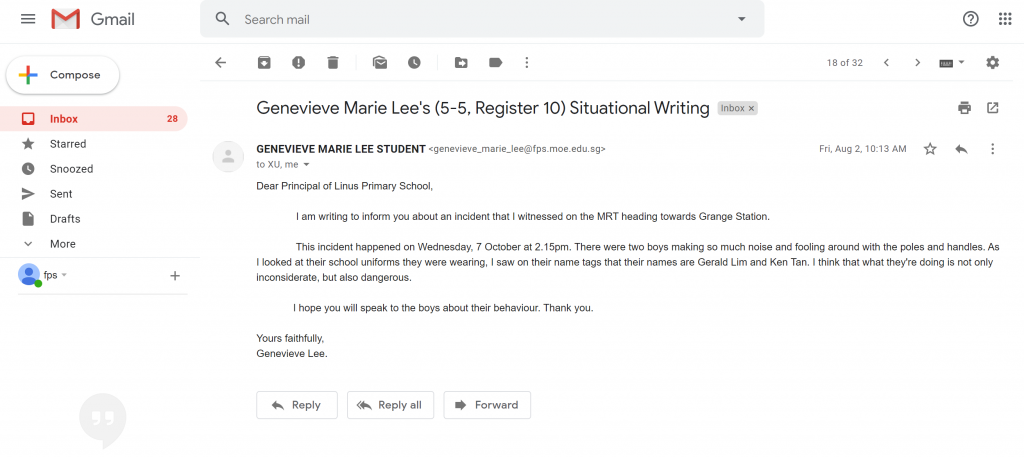 Gmail
Search mail
Compose
18 of 32
Inbox 28
Starred
Snoozed
Sent
Drafts
More
fps
Genevieve Marie Lee's (5-5, Register 10) Situational Writing Inbox x
GENEVIEVE MARIE LEE STUDENT <genevieve_marie_lee@fps.moe.edu.sg> Fri, Aug 2, 10:13 AM
to XU, me
Dear Principal of Linus Primary School,
I am writing to inform you about an incident that I witnessed on the MRT heading towards Grange Station.
This incident happened on Wednesday, 7 October at 2.15pm. There were two boys making so much noise and fooling around with the poles and handles. As
I looked at their school uniforms they were wearing, I saw on their name tags that their names are Gerald Lim and Ken Tan. I think that what they're doing is not only
inconsiderate, but also dangerous.
I hope you will speak to the boys about their behaviour. Thank you.
Yours faithfully,
Genevieve Lee.
Reply Reply all Forward